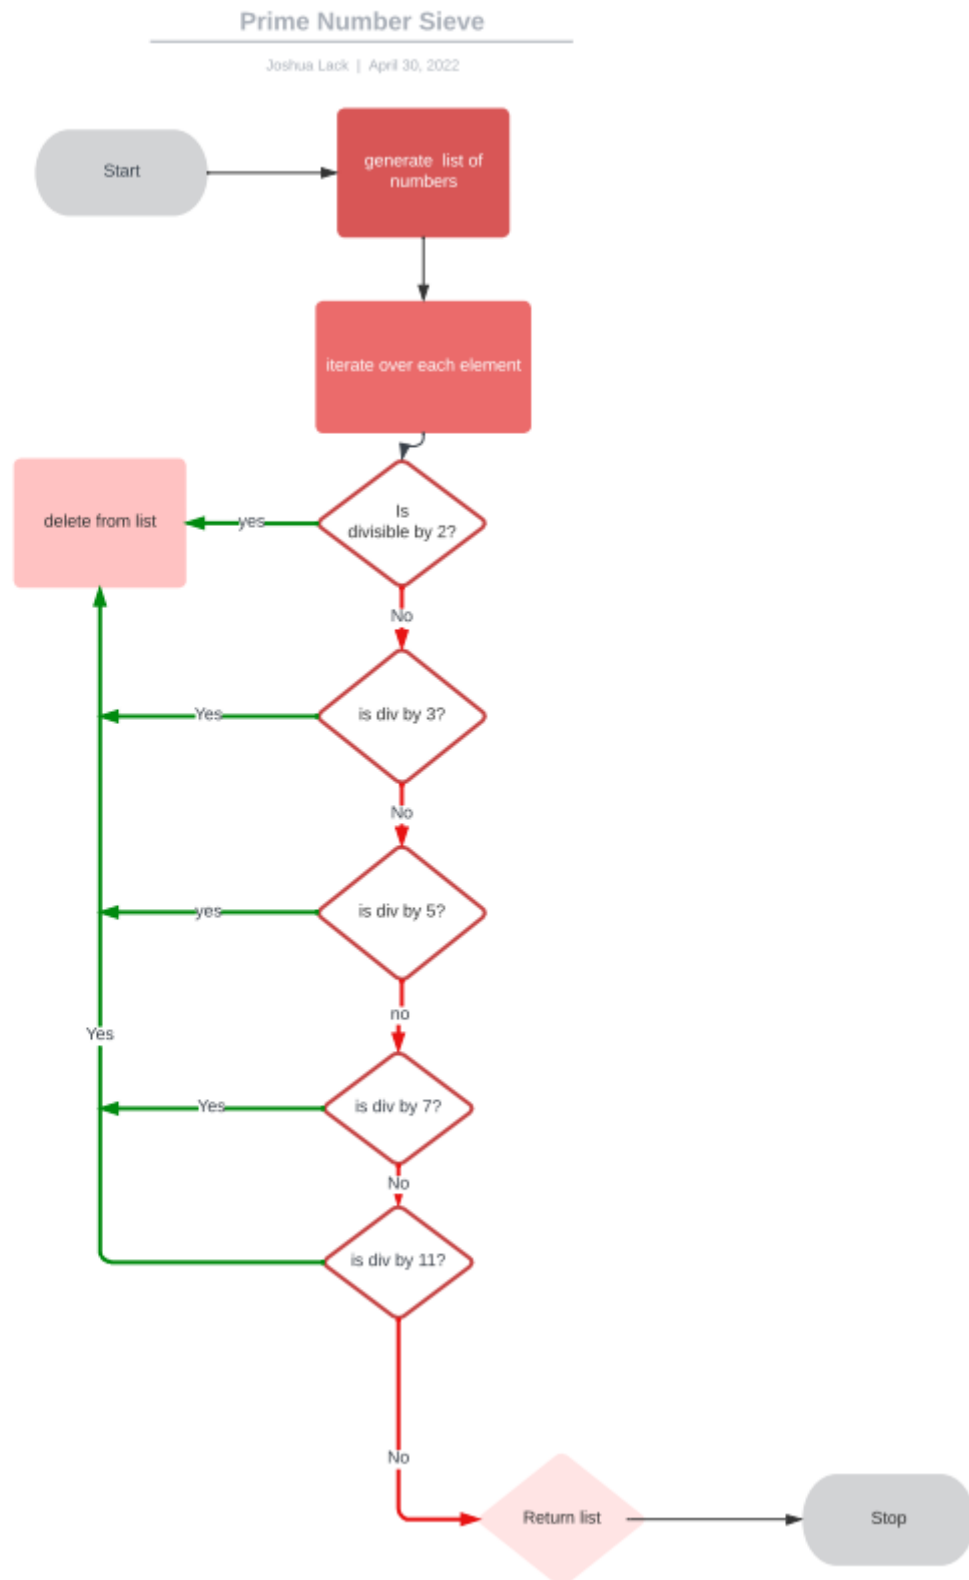 Prime Number Sieve
Joshua Lack | April 30, 2022
Start
generate list of
numbers
iterate over each element
delete from list
yes
Is
divisible by 2?
No
Yes
is div by 3?
No
yes
is div by 5?
no
Yes
Yes
is div by 7?
No
is div by 11?
No
Return list
Stop